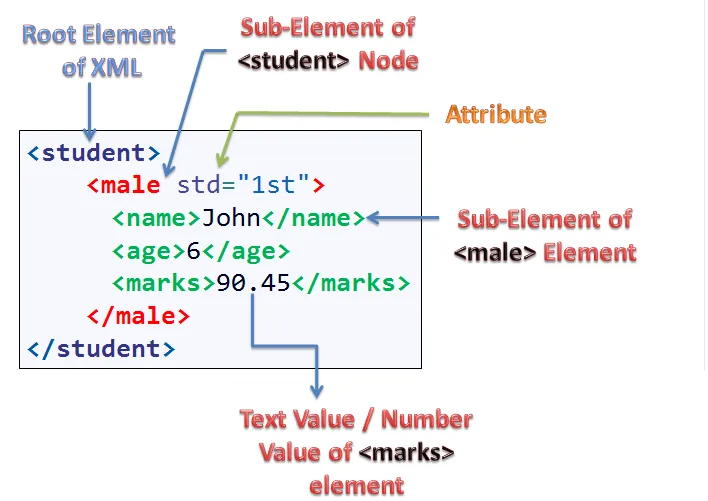 Root Element
of XML
Sub-Element of
<student> Node
Attribute
<student>
<male std="1st">
<name>John</name>
<age>6</age>
<marks>90.45</marks>
</male>
</student>
Sub-Element of
<male> Element
Text Value / Number
Value of <marks>
element